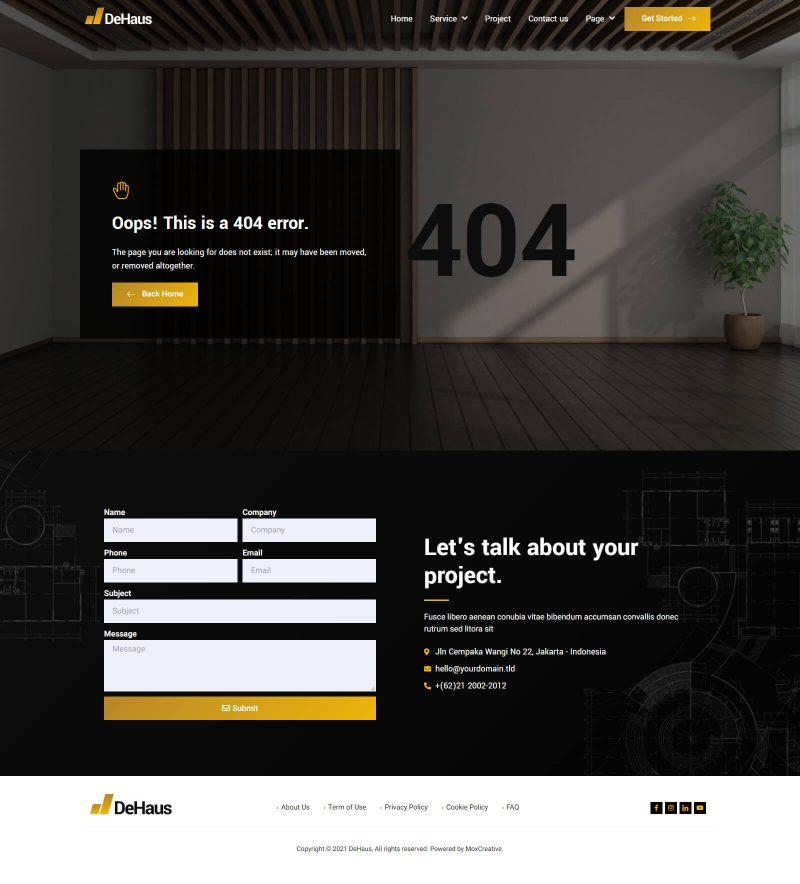 DeHaus
Home Service Project Contact us Page Get Started
Oops! This is a 404 error.
The page you are looking for does not exist; it may have been moved,
or removed altogether.
Back Home
404
Name Company
Name Company
Phone Email
Phone Email
Subject
Subject
Message
Message
Submit
Let's talk about your
project.
Fusce libero aenean conubia vitae bibendum accumsan convallis donec
rutrum sed litora sit
Jln Cempaka Wangi No 22, Jakarta - Indonesia
hello@yourdomain.tld
+(62)21 2002-2012
DeHaus
About Us Term of Use Privacy Policy Cookie Policy FAQ
Copyright © 2021 DeHaus, All rights reserved. Powered by MoxCreative.